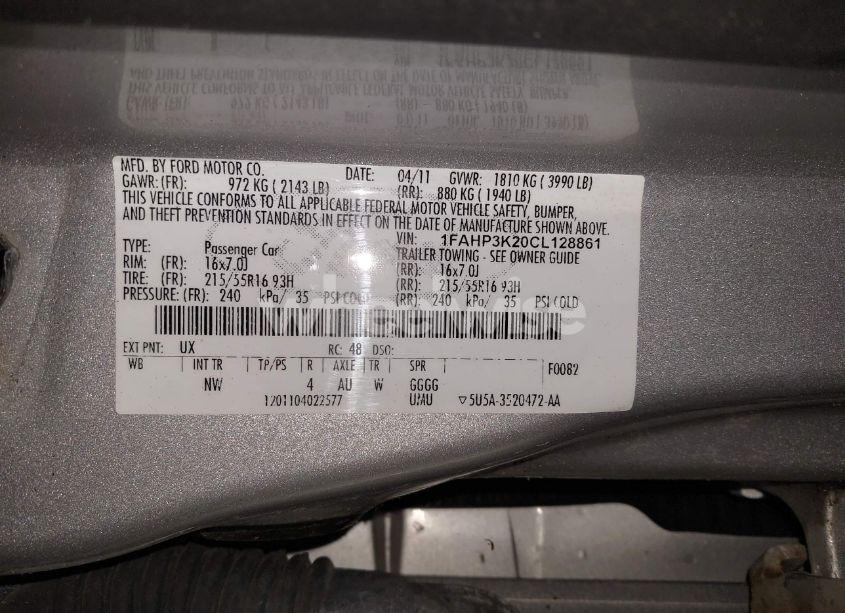 MFD. BY FORD MOTOR CO. DATE: 04/11 GVWR: 1810 KG ( 3990 LB)
GAWR: (FR): 972 KG ( 2143 LB) (RR): 880 KG ( 1940 LB)
THIS VEHICLE CONFORMS TO ALL APPLICABLE FEDERAL MOTOR VEHICLE SAFETY, BUMPER,
AND THEFT PREVENTION STANDARDS IN EFFECT ON THE DATE OF MANUFACTURE SHOWN ABOVE.
VIN: 1FAHP3K20CL128861
TYPE: Passenger Car TRAILER TOWING - SEE OWNER GUIDE
RIM: (FR): 16x7.0J (RR): 16x7.0J
TIRE: (FR): 215/55R16 93H (RR): 215/55R16 93H
PRESSURE: (FR): 240 kPa/ 35 PSI COLD (RR): 240 kPa/ 35 PSI COLD
EXT PNT: UX RC: 48 DSO:
WB INT TR TP/PS R AXLE TR SPR F0082
NW 4 AU W GGGG
1201104022577 UMU ▽5U5A-3520472-AA